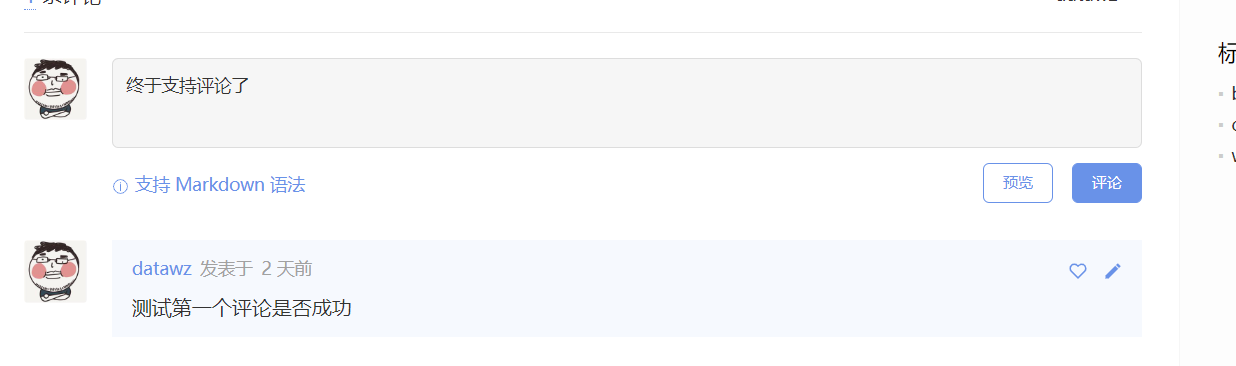 条评论
标
终于支持评论了
支持 Markdown 语法
预览
评论
datawz 发表于 2 天前
测试第一个评论是否成功